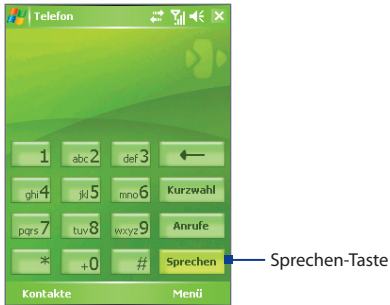 Telefon
1 abc2 def3
ghi4 jkl5 mno6 Kurzwahl
pqrs7 tuv8 wxyz9 Anrufe
* +0 # Sprechen
Sprechen-Taste
Kontakte Menü